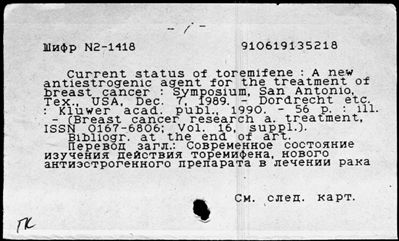 - / -
Шифр N2-1418 910619135218
Current status of toremifene : A new
antiestrogenic agent for the treatment of
breast cancer : Symposium, San Antonio,
Tex., USA, Dec. 7, 1989. - Dordrecht etc.
: Kluwer acad. publ., 1990. - 56 p. : ill.
- (Breast cancer research a. treatment,
ISSN 0167-6806; Vol. 16, suppl.).
Bibliogr. at the end of art.
Перевод загл.: Современное состояние
изучения действия торемифена, нового
антиэстрогенного препарата в лечении рака
См. след. карт.
ГК